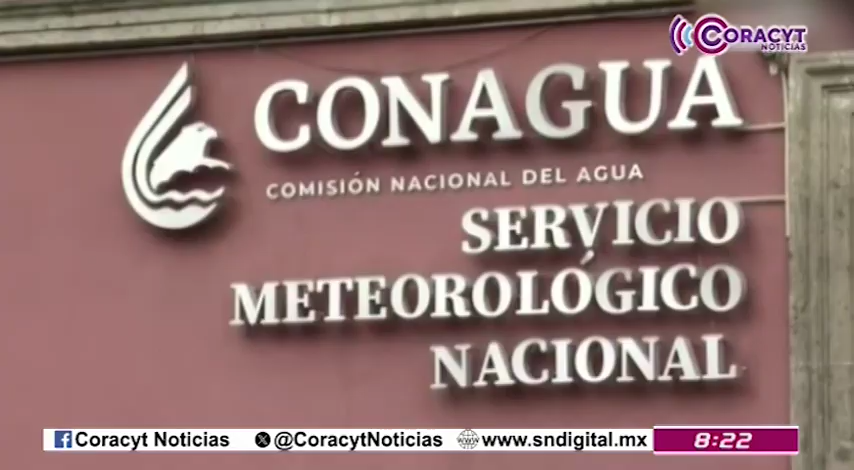 CORACYT
NOTICIAS
CONAGUA
COMISIÓN NACIONAL DEL AGUA
SERVICIO
METEOROLÓGICO
NACIONAL
Coracyt Noticias @CoracytNoticias www.sndigital.mx 8:22